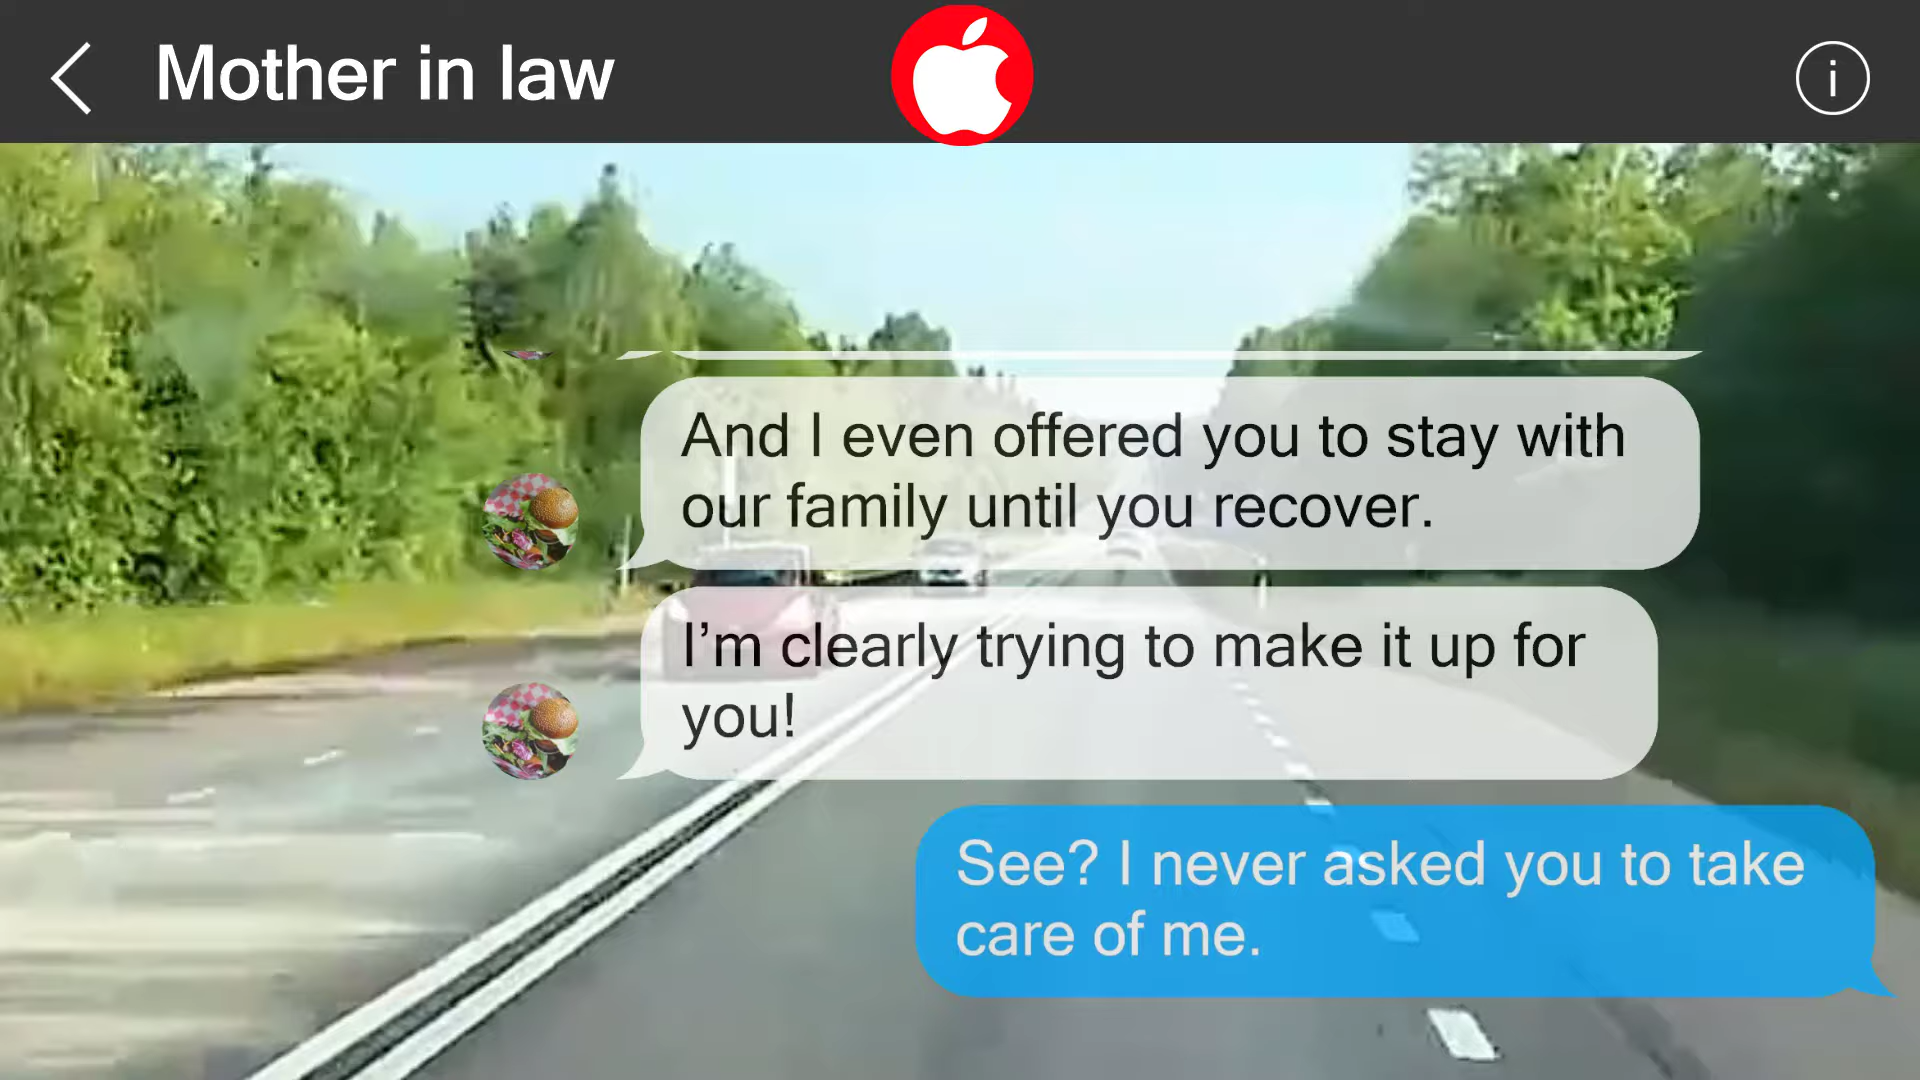 Mother in law
i
And I even offered you to stay with
our family until you recover.
I’m clearly trying to make it up for
you!
See? I never asked you to take
care of me.